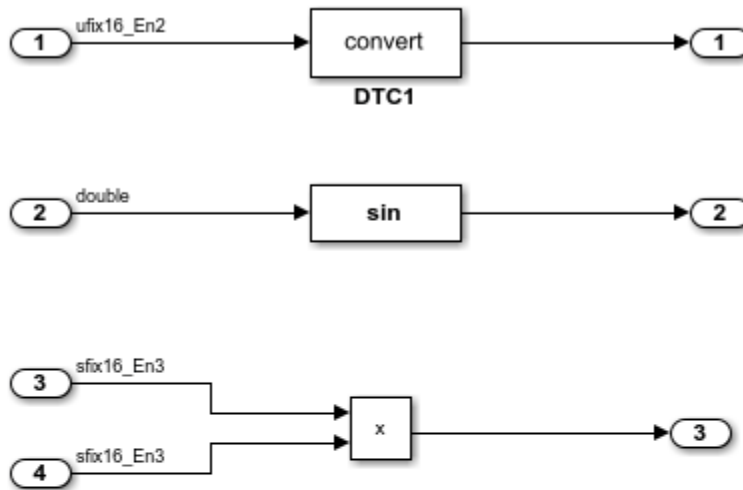 ufix16_En2
1
convert
1
DTC1
double
2
sin
2
sfix16_En3
3
x
3
sfix16_En3
4